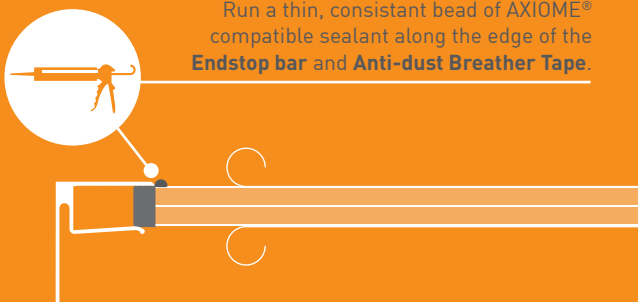 Run a thin, consistant bead of AXIOME®
compatible sealant along the edge of the
Endstop bar and Anti-dust Breather Tape.